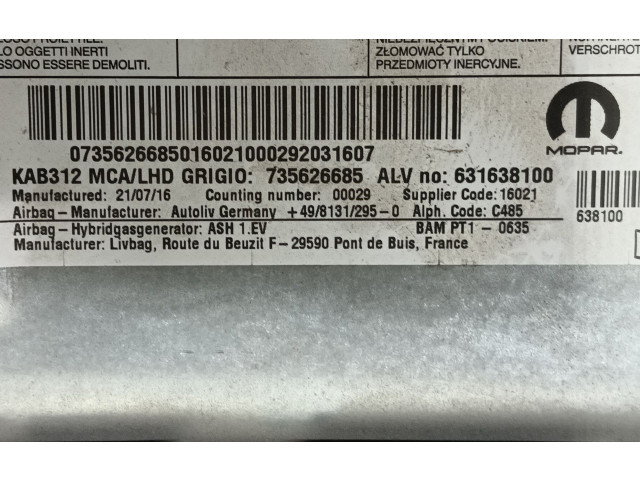 LO OGGETTI INERTI
SSONO ESSERE DEMOLITI.
ZŁOMOWAĆ TYLKO
PRZEDMIOTY INERCYJNE.
VERSCHROT
0735626685016021000292031607
MOPAR
KAB312 MCA/LHD GRIGIO: 735626685 ALV no: 631638100
Manufactured: 21/07/16 Counting number: 00029 Supplier Code: 16021
Airbag- Manufacturer: Autoliv Germany +49/8131/295-0 Alph. Code: C485
Airbag-Hybridgasgenerator: ASH 1.EV BAM PT1 - 0635
Manufacturer: Livbag, Route du Beuzit F-29590 Pont de Buis, France
638100